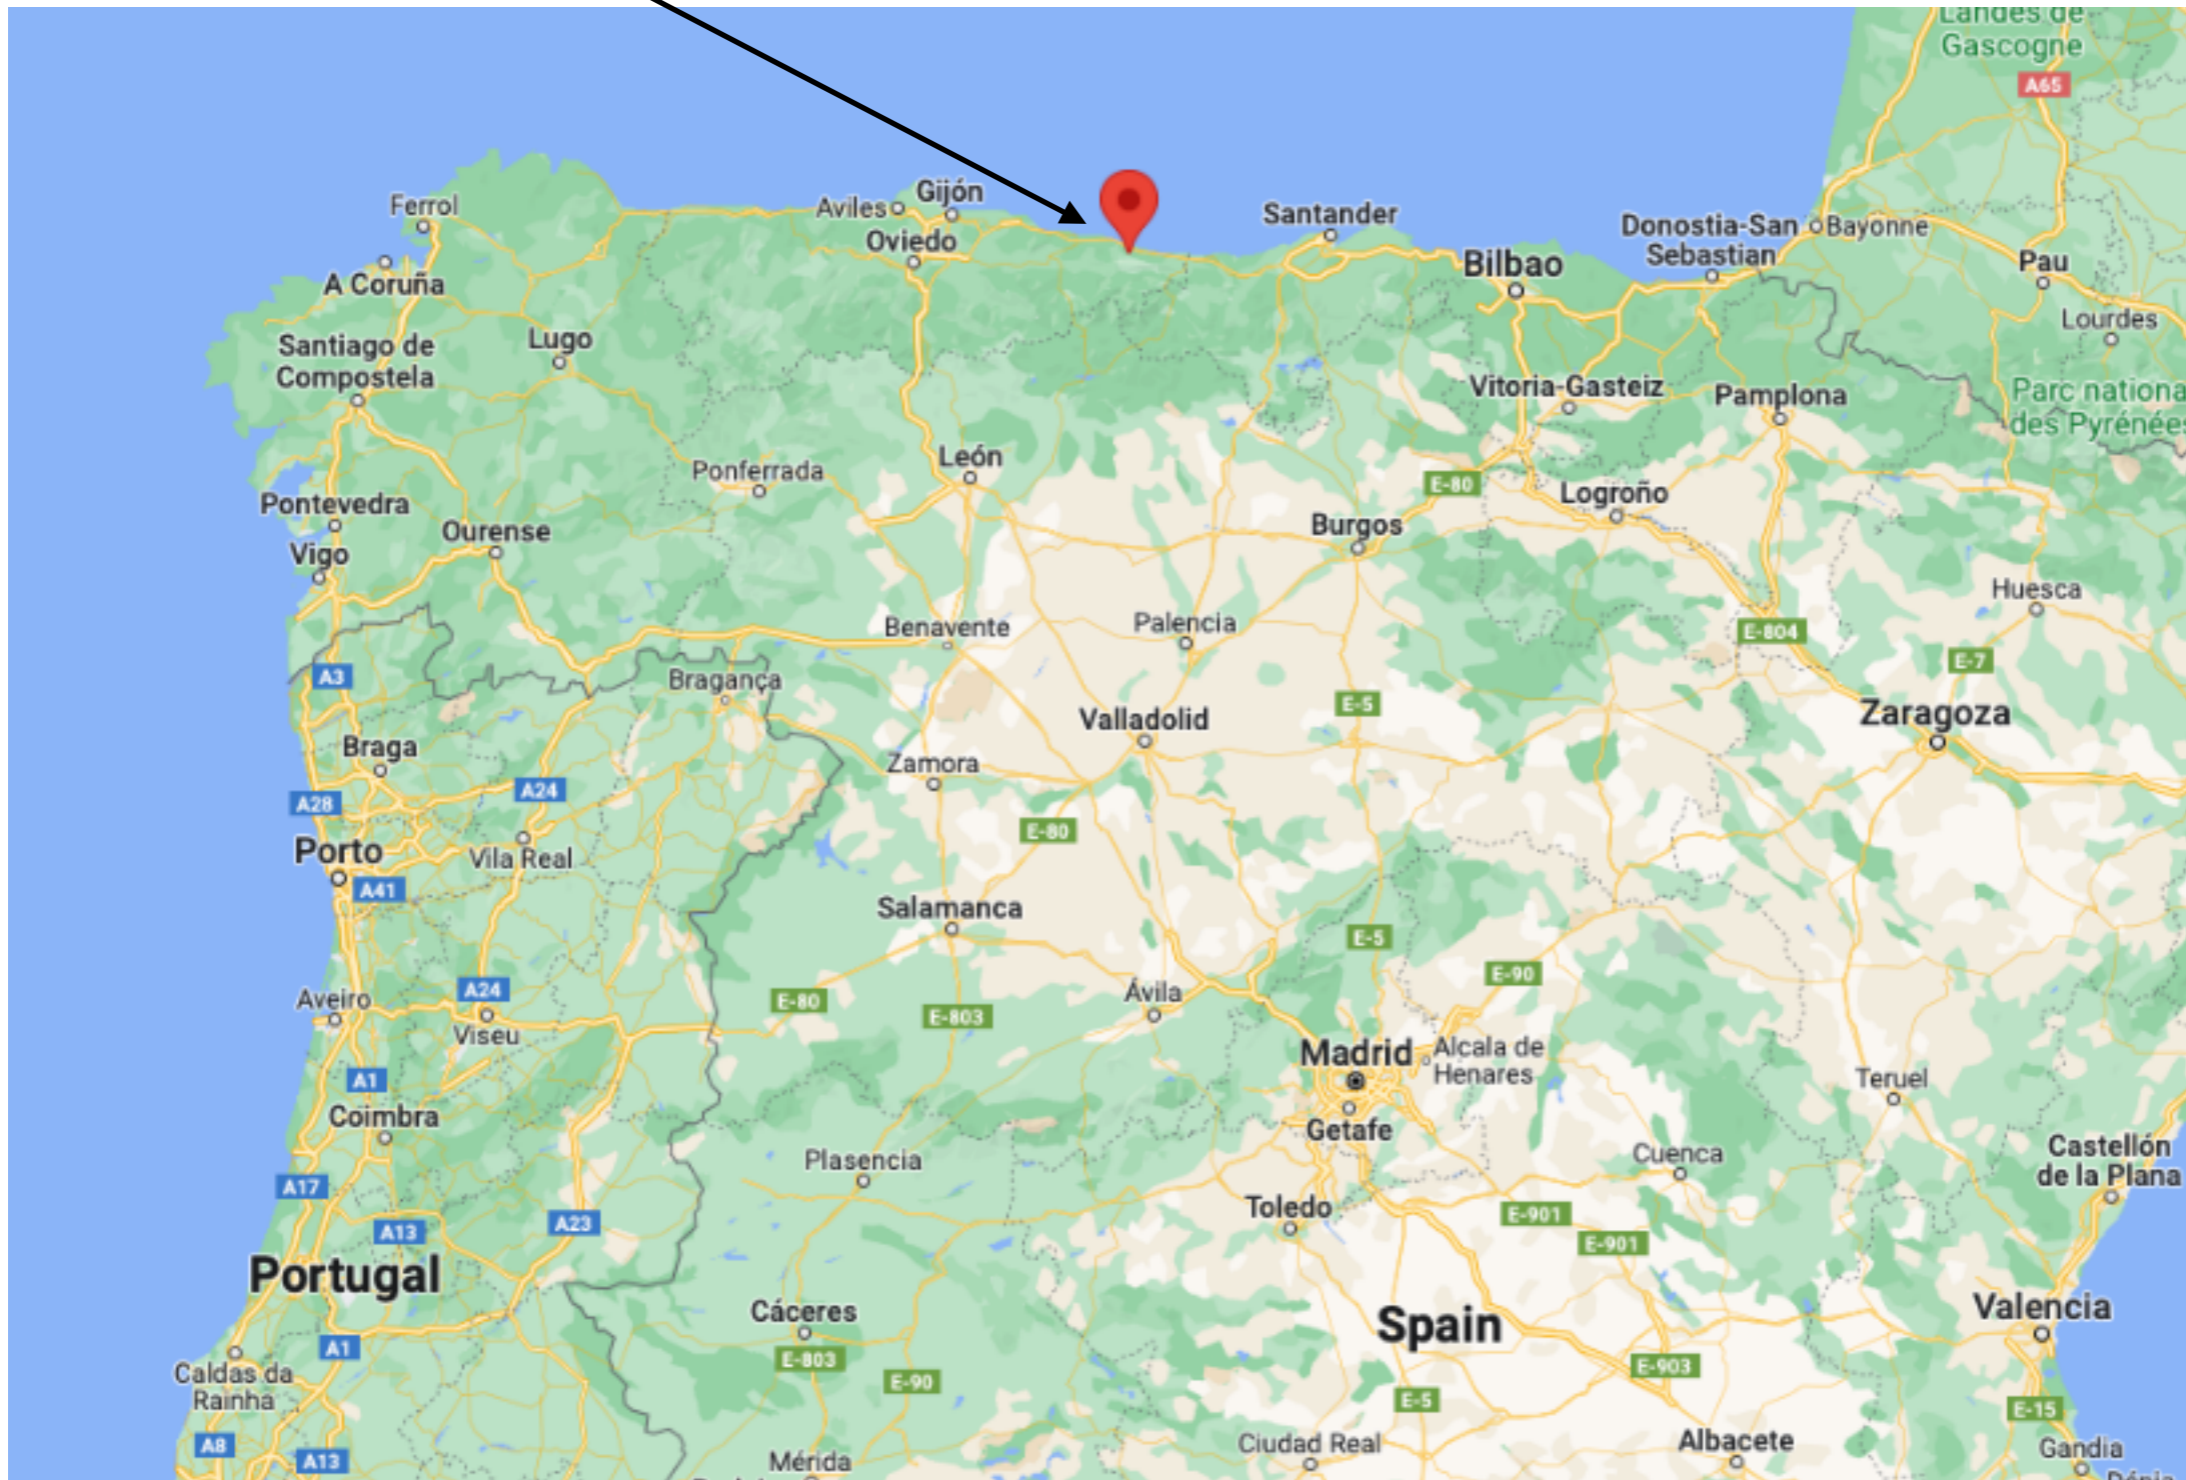 Landes de
Gascogne
A65
Ferrol
Aviles
Gijón
Santander
Donostia-San
Sebastian
Bayonne
Oviedo
A Coruña
Bilbao
Pau
Lourdes
Santiago de
Compostela
Lugo
Vitoria-Gasteiz
Pamplona
Parc nationa
des Pyrénées
Ponferrada
León
E-80
Logroño
Pontevedra
Ourense
Burgos
Vigo
Huesca
Benavente
Palencia
E-804
E-7
A3
Bragança
E-5
Valladolid
Zaragoza
Braga
Zamora
A24
A28
E-80
Porto
Vila Real
A41
Salamanca
E-5
E-90
A24
Aveiro
Viseu
E-80
E-803
Ávila
Madrid
Alcala de
Henares
A1
Teruel
Coimbra
Getafe
Castellón
de la Plana
Plasencia
Cuenca
A17
Toledo
E-901
A13
A23
E-901
Portugal
Cáceres
Spain
Valencia
A1
E-803
E-903
Caldas da
Rainha
E-90
E-5
E-15
A8
A13
Mérida
Ciudad Real
Albacete
Gandia